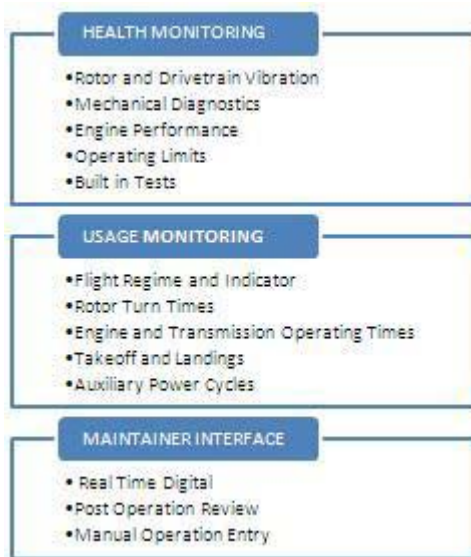 HEALTH MONITORING
•Rotor and Drivetrain Vibration
•Mechanical Diagnostics
•Engine Performance
•Operating Limits
•Built in Tests
USAGE MONITORING
•Flight Regime and Indicator
•Rotor Turn Times
•Engine and Transmission Operating Times
•Takeoff and Landings
•Auxiliary Power Cycles
MAINTAINER INTERFACE
• Real Time Digital
•Post Operation Review
•Manual Operation Entry